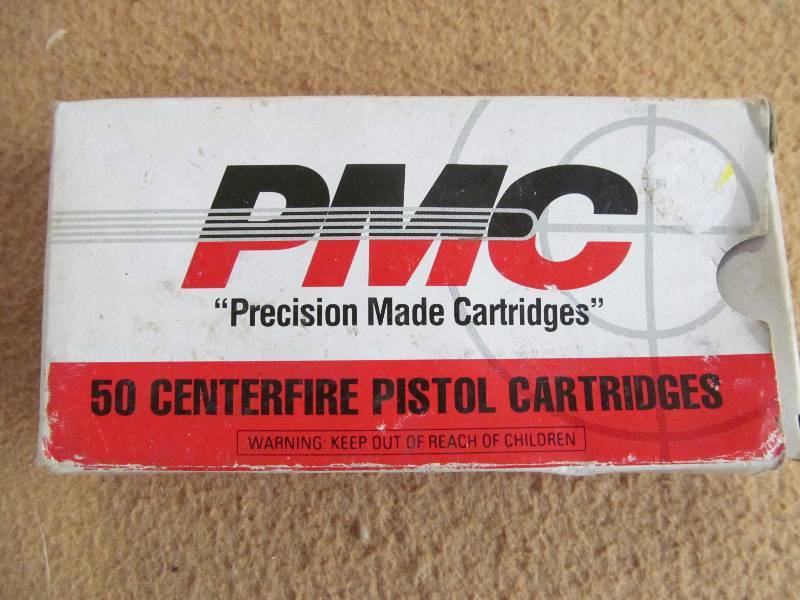 PMC
“Precision Made Cartridges”
50 CENTERFIRE PISTOL CARTRIDGES
WARNING: KEEP OUT OF REACH OF CHILDREN